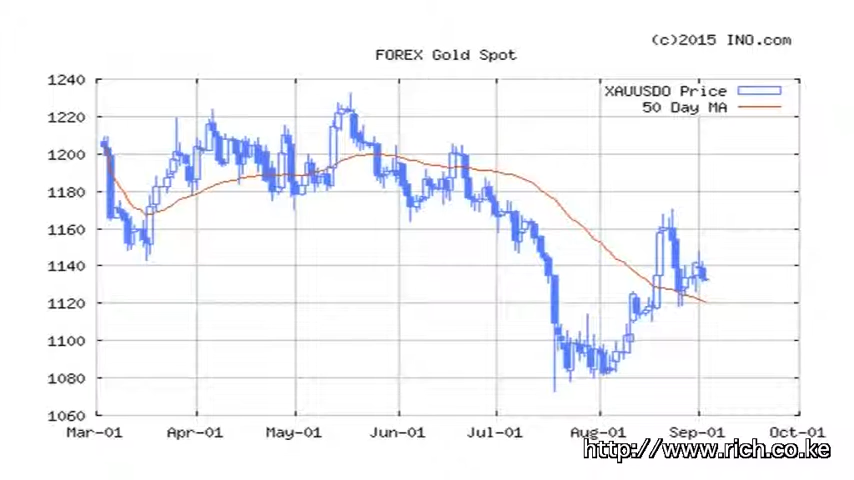 (c)2015 INO.com
FOREX Gold Spot
XAUUSDO Price
50 Day MA
1240
1220
1200
1180
1160
1140
1120
1100
1080
1060
Mar-01 Apr-01 May-01 Jun-01 Jul-01 Aug-01 Sep-01 Oct-01
http://www.rich.co.ke